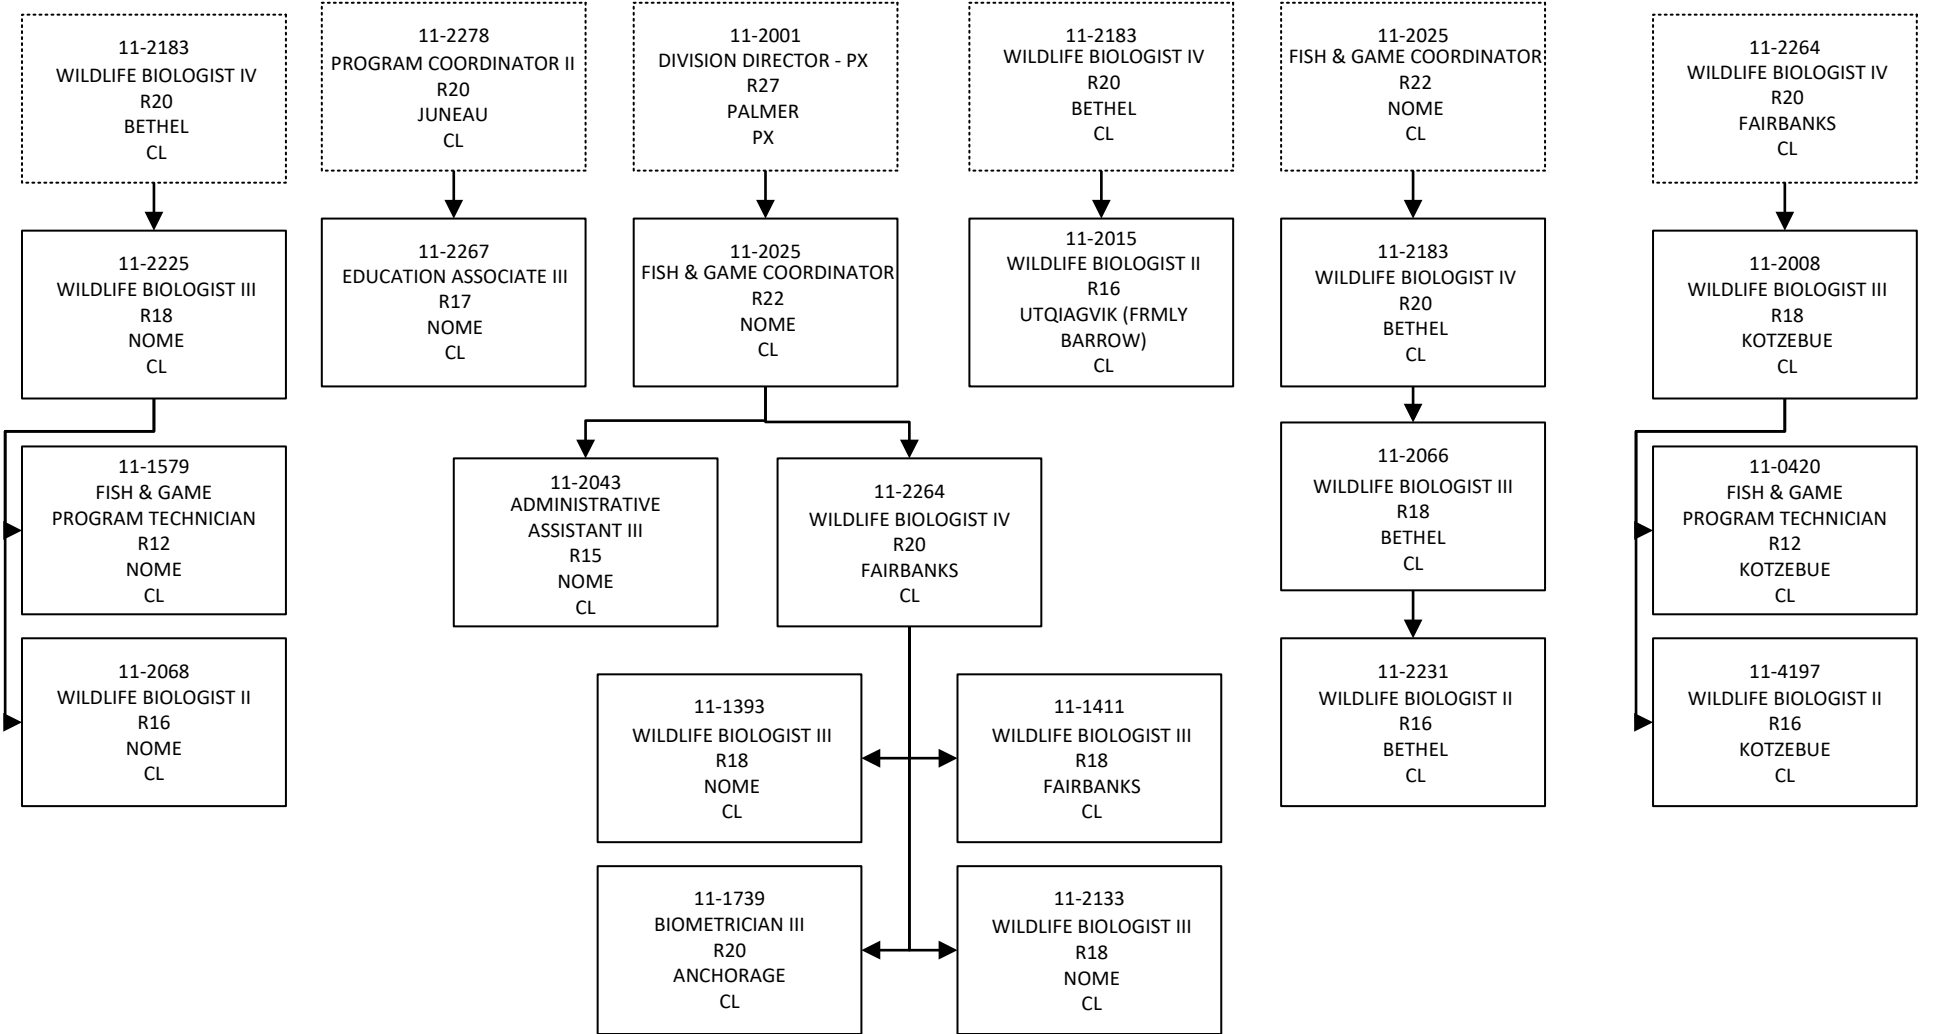 11-2183
WILDLIFE BIOLOGIST IV
R20
BETHEL
CL
11-2278
PROGRAM COORDINATOR II
R20
JUNEAU
CL
11-2001
DIVISION DIRECTOR - PX
R27
PALMER
PX
11-2183
WILDLIFE BIOLOGIST IV
R20
BETHEL
CL
11-2025
FISH & GAME COORDINATOR
R22
NOME
CL
11-2264
WILDLIFE BIOLOGIST IV
R20
FAIRBANKS
CL
11-2225
WILDLIFE BIOLOGIST III
R18
NOME
CL
11-2267
EDUCATION ASSOCIATE III
R17
NOME
CL
11-2025
FISH & GAME COORDINATOR
R22
NOME
CL
11-2015
WILDLIFE BIOLOGIST II
R16
UTQIAGVIK (FRMLY
BARROW)
CL
11-2183
WILDLIFE BIOLOGIST IV
R20
BETHEL
CL
11-2008
WILDLIFE BIOLOGIST III
R18
KOTZEBUE
CL
11-1579
FISH & GAME
PROGRAM TECHNICIAN
R12
NOME
CL
11-2043
ADMINISTRATIVE
ASSISTANT III
R15
NOME
CL
11-2264
WILDLIFE BIOLOGIST IV
R20
FAIRBANKS
CL
11-2066
WILDLIFE BIOLOGIST III
R18
BETHEL
CL
11-0420
FISH & GAME
PROGRAM TECHNICIAN
R12
KOTZEBUE
CL
11-2068
WILDLIFE BIOLOGIST II
R16
NOME
CL
11-1393
WILDLIFE BIOLOGIST III
R18
NOME
CL
11-1411
WILDLIFE BIOLOGIST III
R18
FAIRBANKS
CL
11-2231
WILDLIFE BIOLOGIST II
R16
BETHEL
CL
11-4197
WILDLIFE BIOLOGIST II
R16
KOTZEBUE
CL
11-1739
BIOMETRICIAN III
R20
ANCHORAGE
CL
11-2133
WILDLIFE BIOLOGIST III
R18
NOME
CL